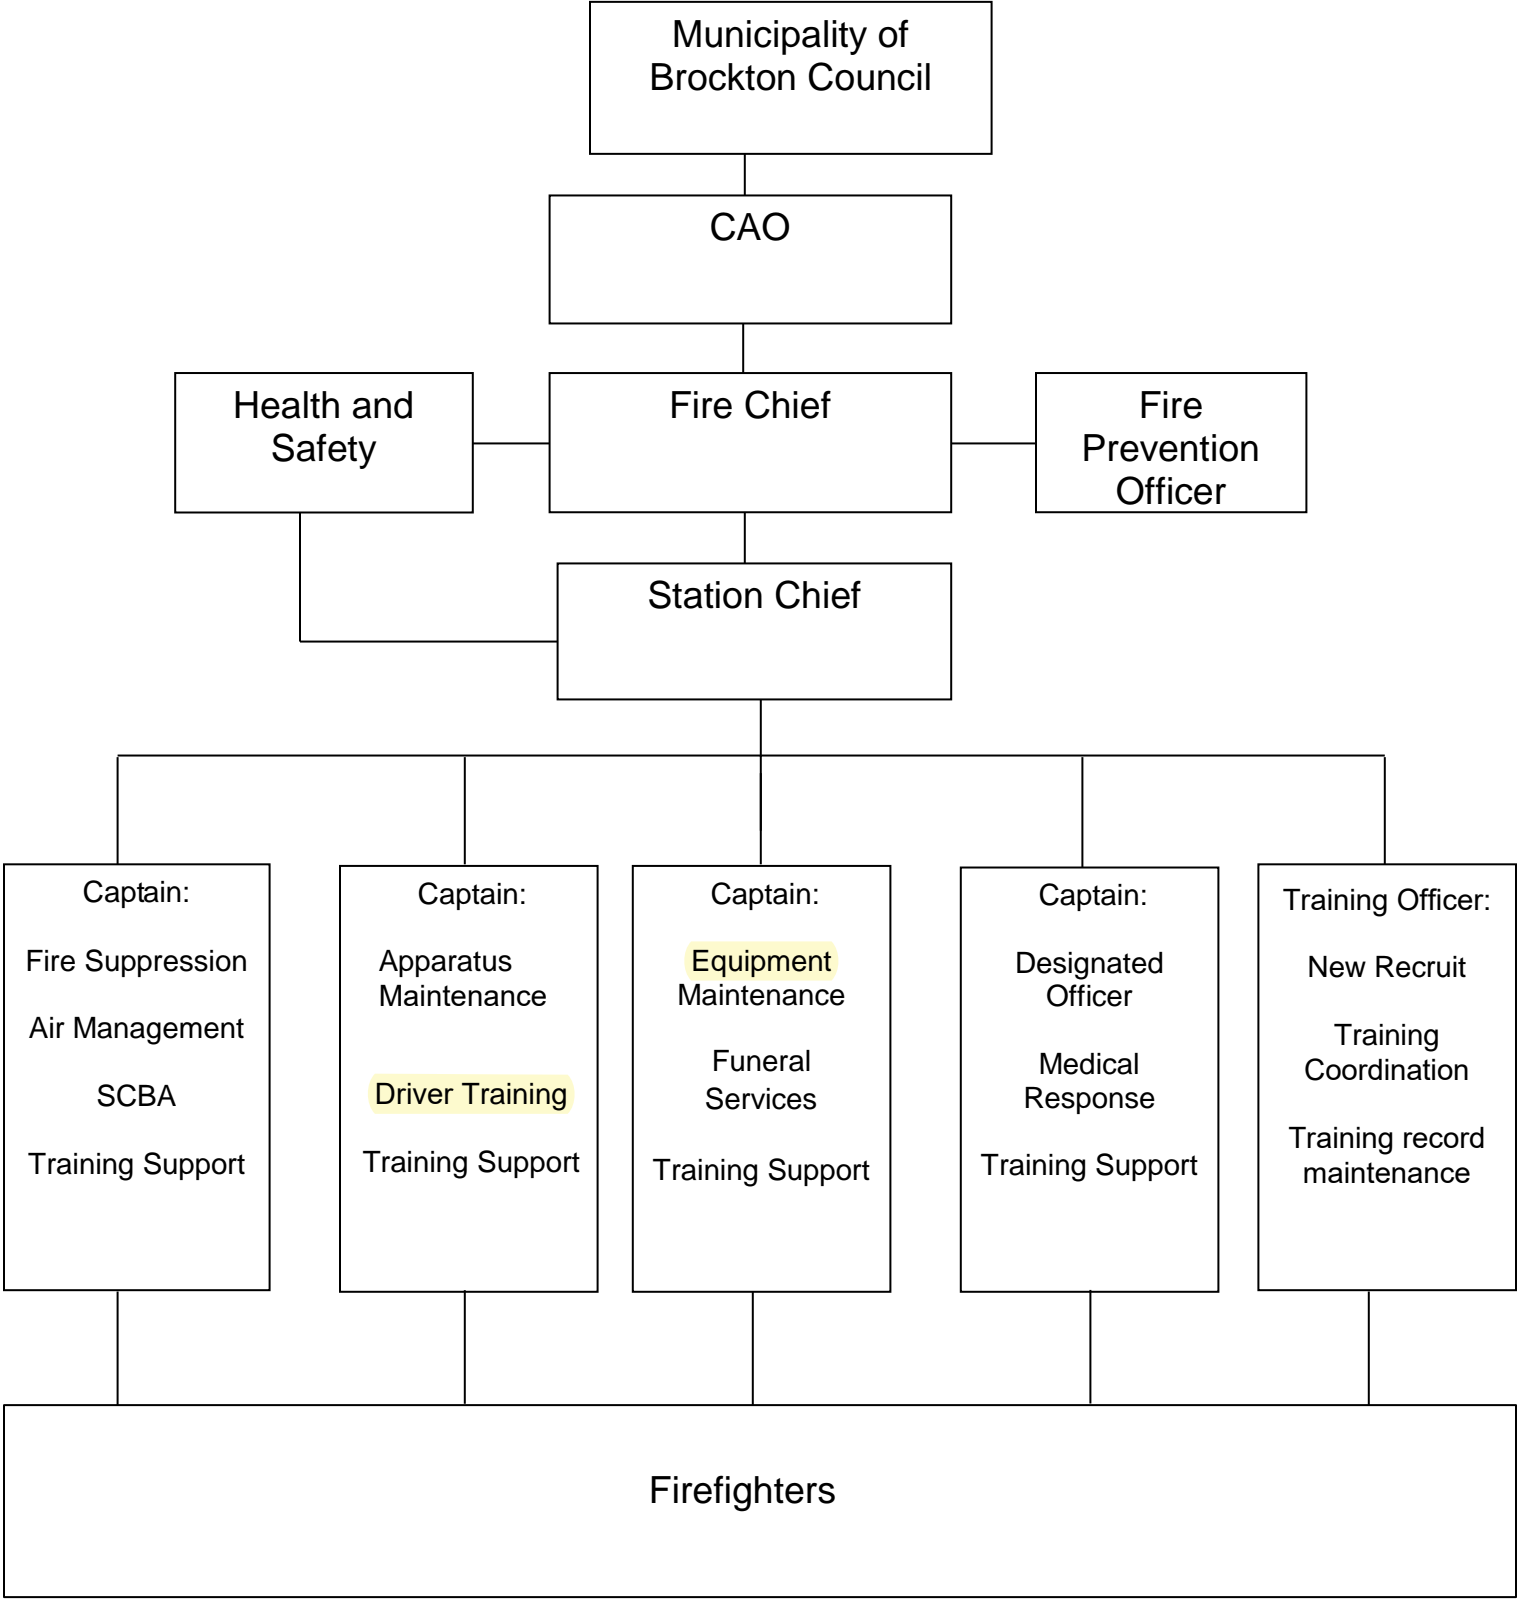 Municipality of
Brockton Council
CAO
Health and
Safety
Fire Chief
Fire
Prevention
Officer
Station Chief
Captain:
Fire Suppression
Air Management
SCBA
Training Support
Captain:
Apparatus
Maintenance
Driver Training
Training Support
Captain:
Equipment
Maintenance
Funeral
Services
Training Support
Captain:
Designated
Officer
Medical
Response
Training Support
Training Officer:
New Recruit
Training
Coordination
Training record
maintenance
Firefighters